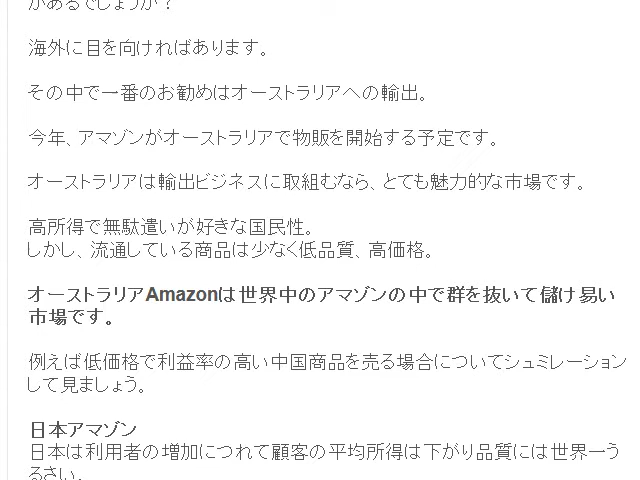 があるでしょうか？
海外に目を向ければあります。
その中で一番のお勧めはオーストラリアへの輸出。
今年、アマゾンがオーストラリアで物販を開始する予定です。
オーストラリアは輸出ビジネスに取組むなら、とても魅力的な市場です。
高所得で無駄遣いが好きな国民性。
しかし、流通している商品は少なく低品質、高価格。
オーストラリアAmazonは世界中のアマゾンの中で群を抜いて儲け易い
市場です。
例えば低価格で利益率の高い中国商品を売る場合についてシュミレーション
して見ましょう。
日本アマゾン
日本は利用者の増加につれて顧客の平均所得は下がり品質には世界一う
るさい。